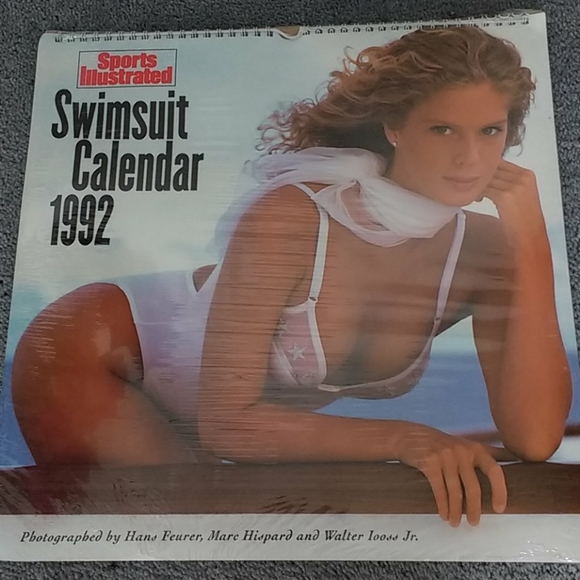 Sports
Illustrated
Swimsuit
Calendar
1992
Photographed by Hans Feurer, Marc Hispard and Walter Iooss Jr.